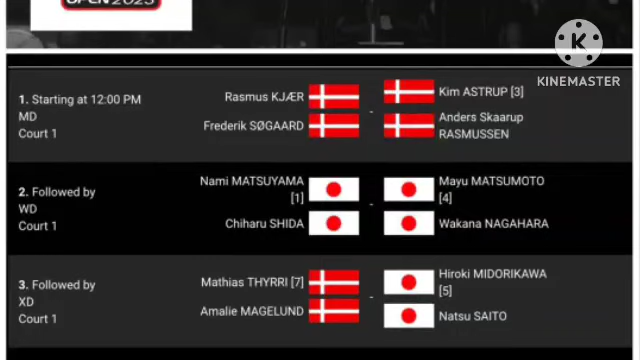 OPEN 2023
K
KINEMASTER
1. Starting at 12:00 PM
MD
Court 1
Rasmus KJÆR
Frederik SØGAARD
-
Kim ASTRUP [3]
Anders Skaarup
RASMUSSEN
2. Followed by
WD
Court 1
Nami MATSUYAMA
[1]
Chiharu SHIDA
-
Mayu MATSUMOTO
[4]
Wakana NAGAHARA
3. Followed by
XD
Court 1
Mathias THYRRI [7]
Amalie MAGELUND
-
Hiroki MIDORIKAWA
[5]
Natsu SAITO